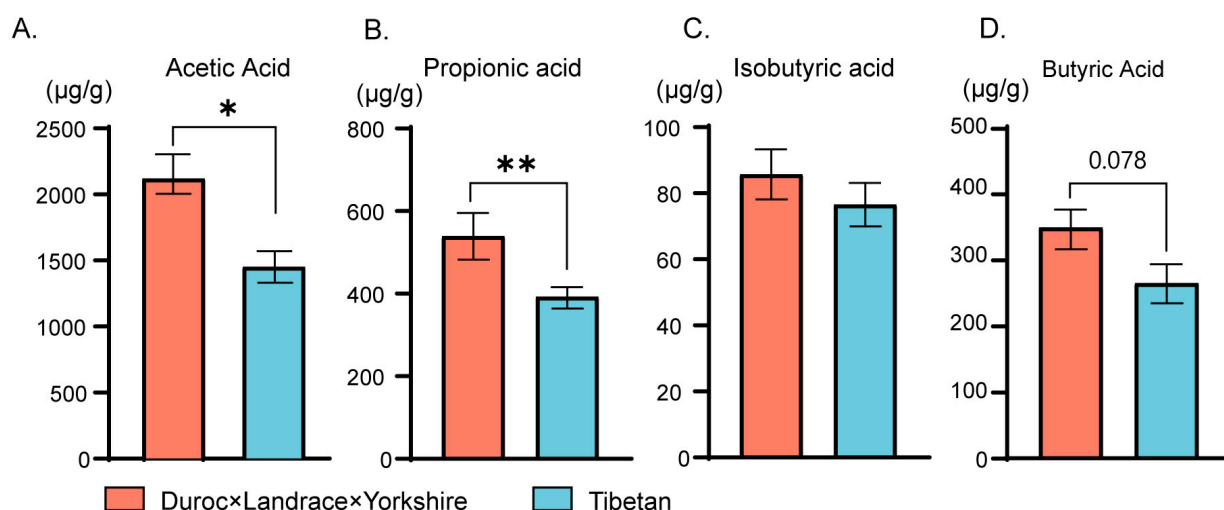 A.
Acetic Acid
(µg/g)
*
2500
2000
1500
1000
500
0
B.
Propionic acid
(µg/g)
**
800
600
400
200
0
C.
Isobutyric acid
(µg/g)
100
80
60
40
20
0
D.
Butyric Acid
(µg/g)
0.078
500
400
300
200
100
0
Duroc×Landrace×Yorkshire
Tibetan